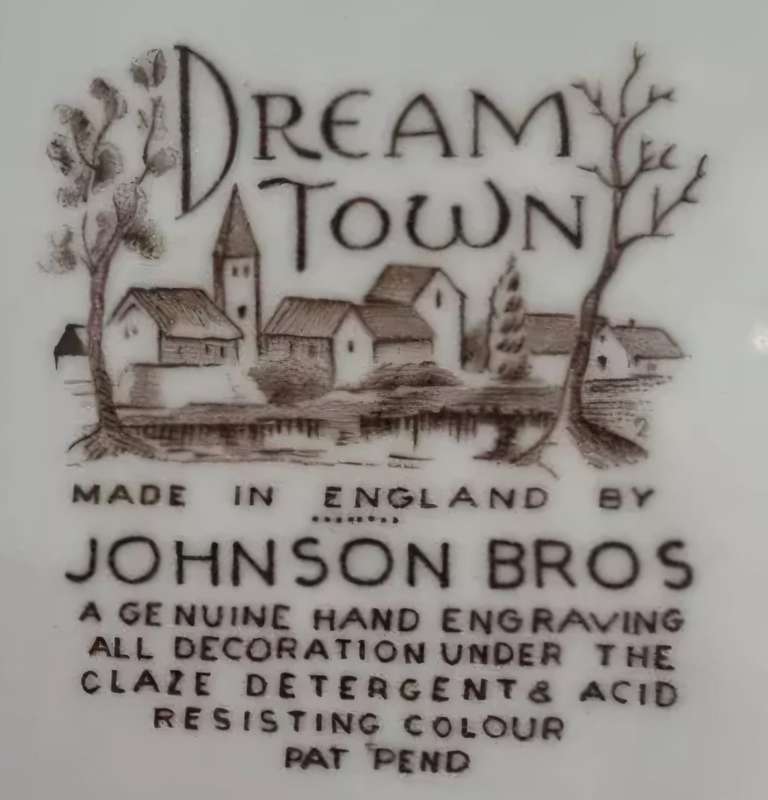 DREAM
TOWN
MADE IN ENGLAND BY
JOHNSON BROS
A GENUINE HAND ENGRAVING
ALL DECORATION UNDER THE
GLAZE DETERGENT & ACID
RESISTING COLOUR
PAT PEND